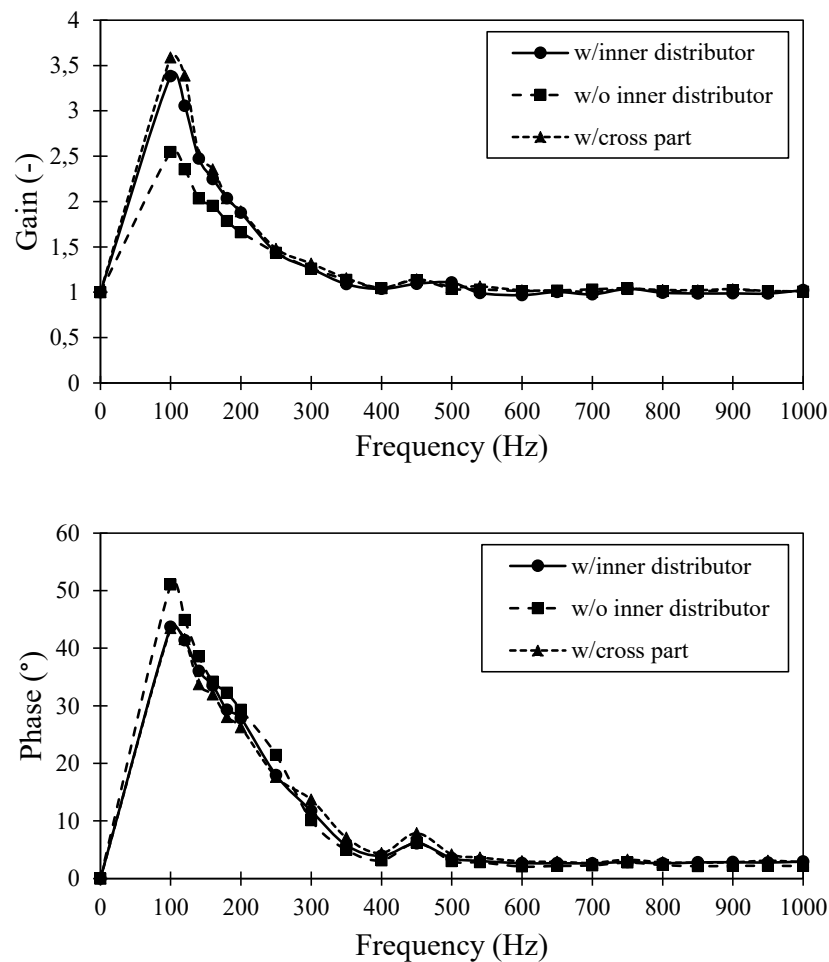 4
3,5
3
2,5
2
1,5
1
0,5
0
Gain (-)
w/inner distributor
w/o inner distributor
w/cross part
0 100 200 300 400 500 600 700 800 900 1000
Frequency (Hz)
60
50
40
30
20
10
0
Phase (°)
w/inner distributor
w/o inner distributor
w/cross part
0 100 200 300 400 500 600 700 800 900 1000
Frequency (Hz)